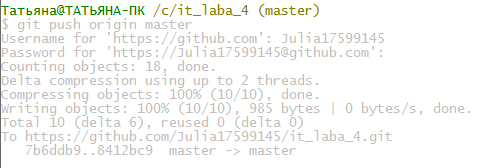 Татьяна@ТАТЬЯНА-ПК /c/it_laba_4 (master)
$ git push origin master
Username for 'https://github.com': Julia17599145
Password for 'https://Julia17599145@github.com':
Counting objects: 18, done.
Delta compression using up to 2 threads.
Compressing objects: 100% (10/10), done.
Writing objects: 100% (10/10), 985 bytes | 0 bytes/s, done.
Total 10 (delta 6), reused 0 (delta 0)
To https://github.com/Julia17599145/it_laba_4.git
   7b6ddb9..8412bc9  master -> master